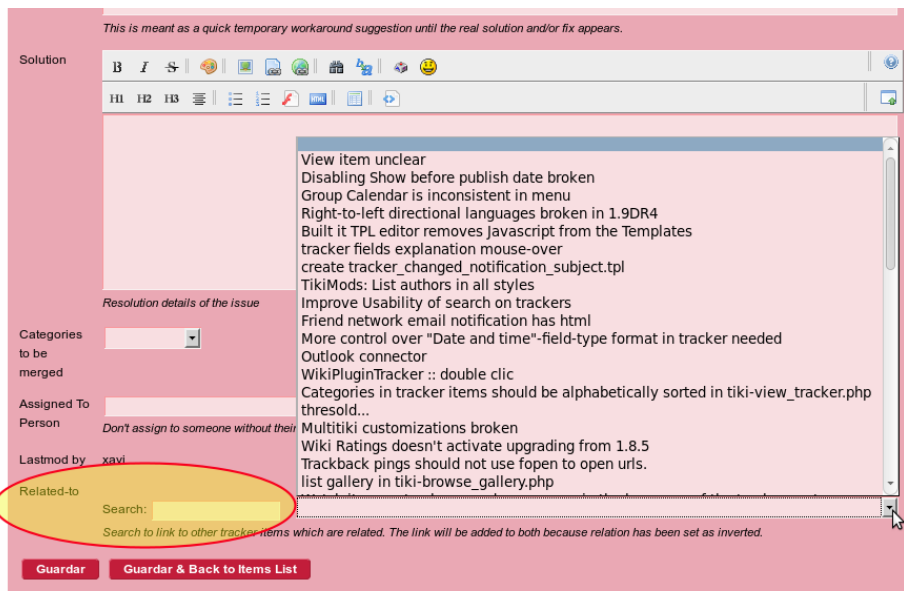 This is meant as a quick temporary workaround suggestion until the real solution and/or fix appears.
Solution
B I S
H1 H2 H3 HTML
View item unclear
Disabling Show before publish date broken
Group Calendar is inconsistent in menu
Right-to-left directional languages broken in 1.9DR4
Built it TPL editor removes Javascript from the Templates
tracker fields explanation mouse-over
create tracker_changed_notification_subject.tpl
TikiMods: List authors in all styles
Improve Usability of search on trackers
Friend network email notification has html
More control over "Date and time"-field-type format in tracker needed
Outlook connector
WikiPluginTracker :: double clic
Categories in tracker items should be alphabetically sorted in tiki-view_tracker.php
thresold...
Multitiki customizations broken
Wiki Ratings doesn't activate upgrading from 1.8.5
Trackback pings should not use fopen to open urls.
list gallery in tiki-browse_gallery.php
Resolution details of the issue
Categories
to be
merged
Assigned To
Person
Don't assign to someone without their
Lastmod by xavi
Related-to
Search:
Search to link to other tracker items which are related. The link will be added to both because relation has been set as inverted.
Guardar Guardar & Back to Items List